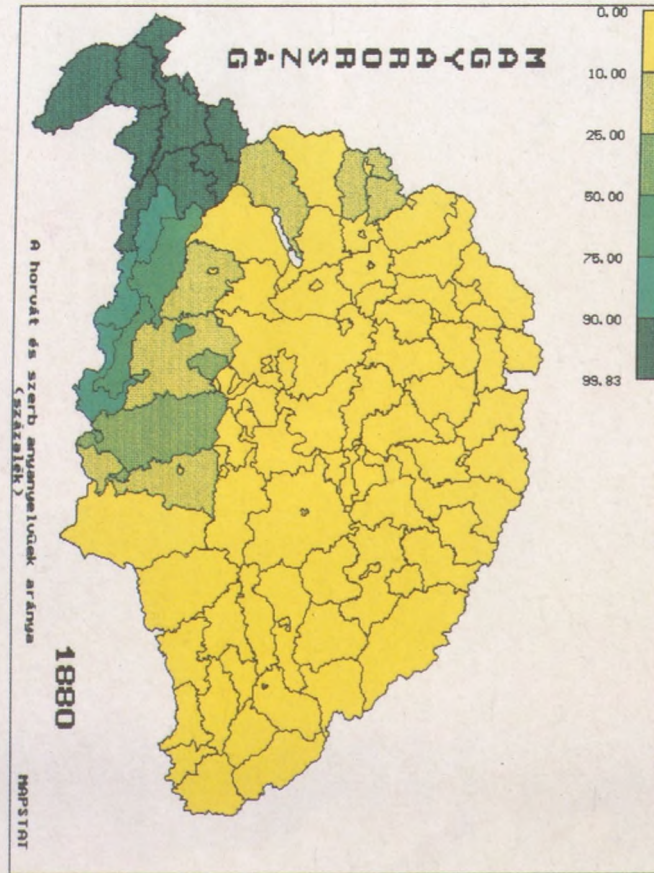 MAGYARORSZÁG
0.00
10.00
25.00
50.00
75.00
90.00
99.83
A horvát és szerb anyanyelvűek aránya
(százalék)
1880
MAPSTAT